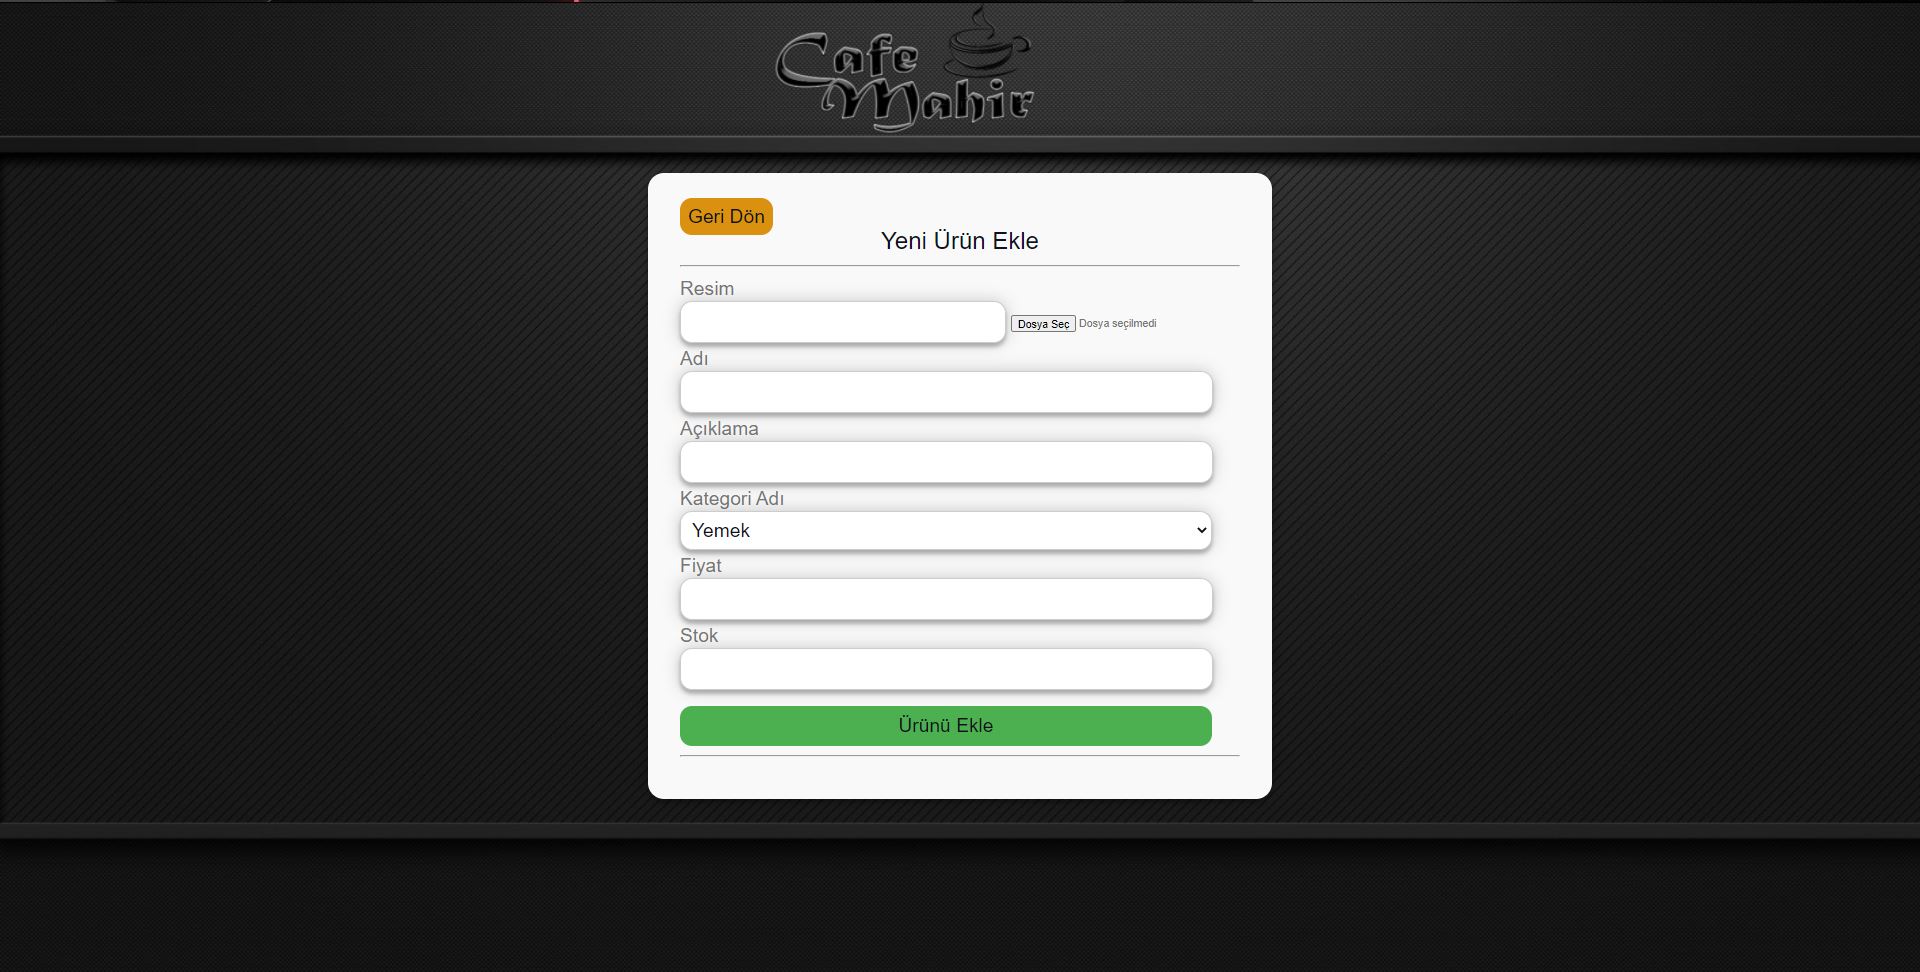 Cafe
Mahir
Geri Dön
Yeni Ürün Ekle
Resim
Dosya Seç Dosya seçilmedi
Adı
Açıklama
Kategori Adı
Yemek
Fiyat
Stok
Ürünü Ekle